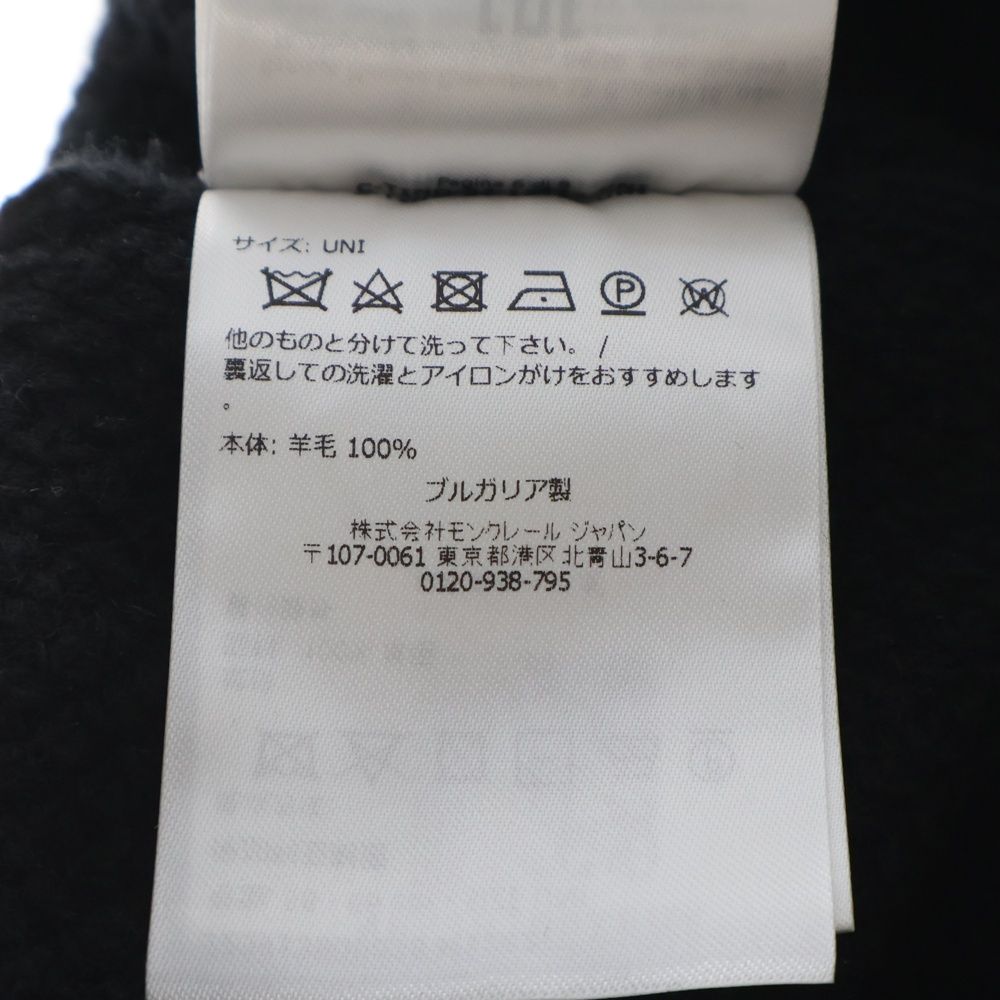 サイズ: UNI
他のものと分けて洗って下さい。 /
裏返しての洗濯とアイロンがけをおすすめします
。
本体: 羊毛 100%
ブルガリア製
株式会社モンクレール ジャパン
〒107-0061 東京都港区北青山3-6-7
0120-938-795